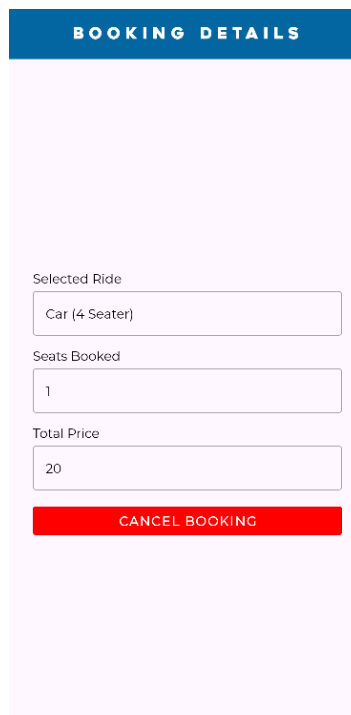 BOOKING DETAILS
Selected Ride
Car (4 Seater)
Seats Booked
1
Total Price
20
CANCEL BOOKING